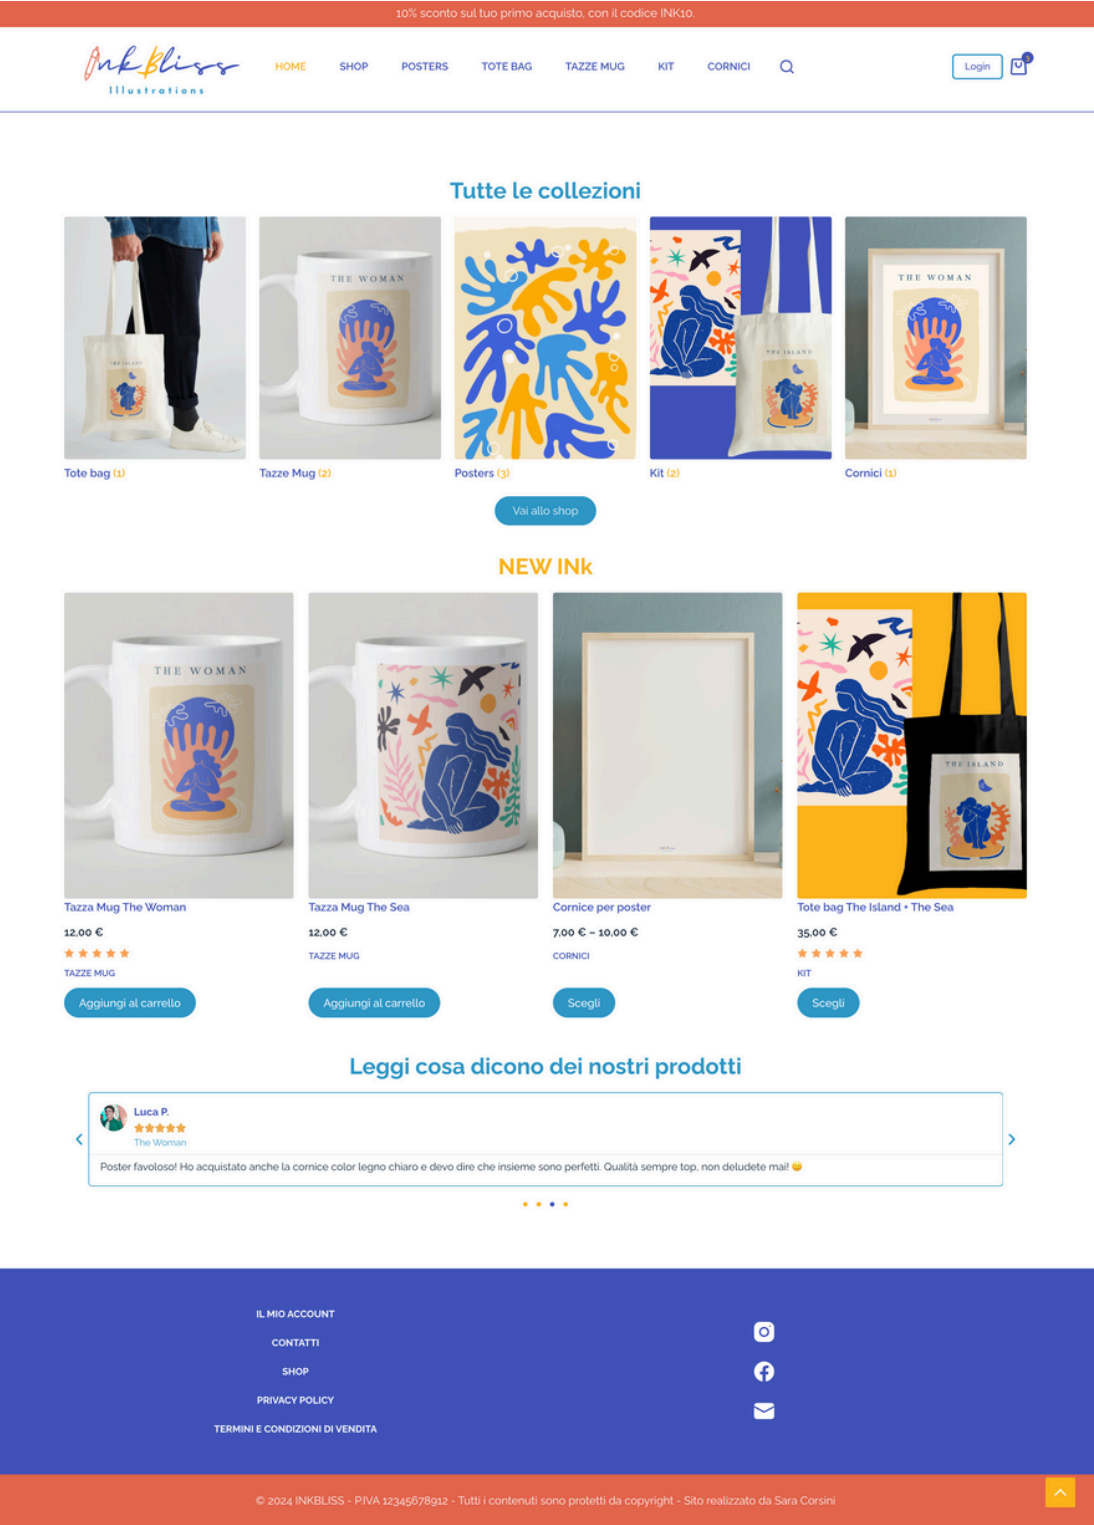 10% sconto sul tuo primo acquisto, con il codice INK10.
InkBliss
Illustrations
HOME SHOP POSTERS TOTE BAG TAZZE MUG KIT CORNICI
Login
3
Tutte le collezioni
THE ISLAND
THE WOMAN
THE ISLAND
THE WOMAN
Tote bag (1)
Tazze Mug (2)
Posters (3)
Kit (2)
Cornici (1)
Vai allo shop
NEW INk
THE WOMAN
THE ISLAND
Tazza Mug The Woman
12,00 €
TAZZE MUG
Aggiungi al carrello
Tazza Mug The Sea
12,00 €
TAZZE MUG
Aggiungi al carrello
Cornice per poster
7,00 € – 10,00 €
CORNICI
Scegli
Tote bag The Island + The Sea
35,00 €
KIT
Scegli
Leggi cosa dicono dei nostri prodotti
Luca P.
The Woman
Poster favoloso! Ho acquistato anche la cornice color legno chiaro e devo dire che insieme sono perfetti. Qualità sempre top, non deludete mai! 😄
IL MIO ACCOUNT
CONTATTI
SHOP
PRIVACY POLICY
TERMINI E CONDIZIONI DI VENDITA
© 2024 INKBLISS - P.IVA 12345678912 - Tutti i contenuti sono protetti da copyright - Sito realizzato da Sara Corsini